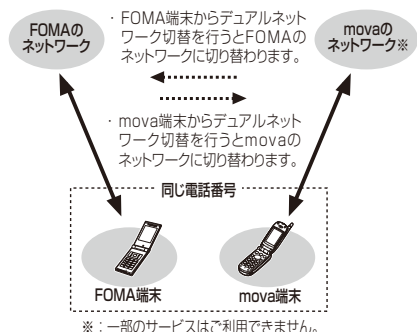 FOMAの
ネットワーク
・FOMA端末からデュアルネット
ワーク切替を行うとFOMAの
ネットワークに切り替わります。
movaの
ネットワーク※
・mova端末からデュアルネット
ワーク切替を行うとmovaの
ネットワークに切り替わります。
同じ電話番号
FOMA端末
mova端末
※：一部のサービスはご利用できません。